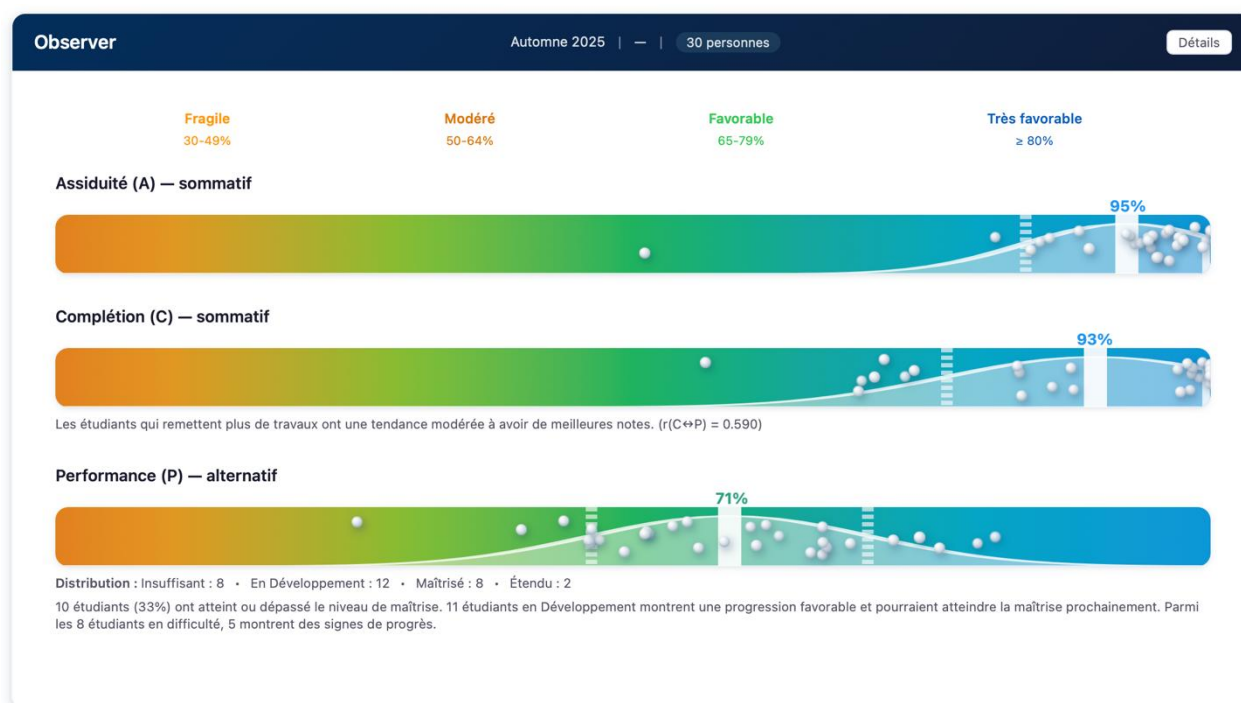 Observer
Automne 2025 | — | 30 personnes
Détails
Fragile Modéré Favorable Très favorable
30-49% 50-64% 65-79% ≥ 80%
Assiduité (A) — sommatif
95%
Complétion (C) — sommatif
93%
Les étudiants qui remettent plus de travaux ont une tendance modérée à avoir de meilleures notes. (r(C↔P) = 0.590)
Performance (P) — alternatif
71%
Distribution : Insuffisant : 8 • En Développement : 12 • Maîtrisé : 8 • Étendu : 2
10 étudiants (33%) ont atteint ou dépassé le niveau de maîtrise. 11 étudiants en Développement montrent une progression favorable et pourraient atteindre la maîtrise prochainement. Parmi
les 8 étudiants en difficulté, 5 montrent des signes de progrès.